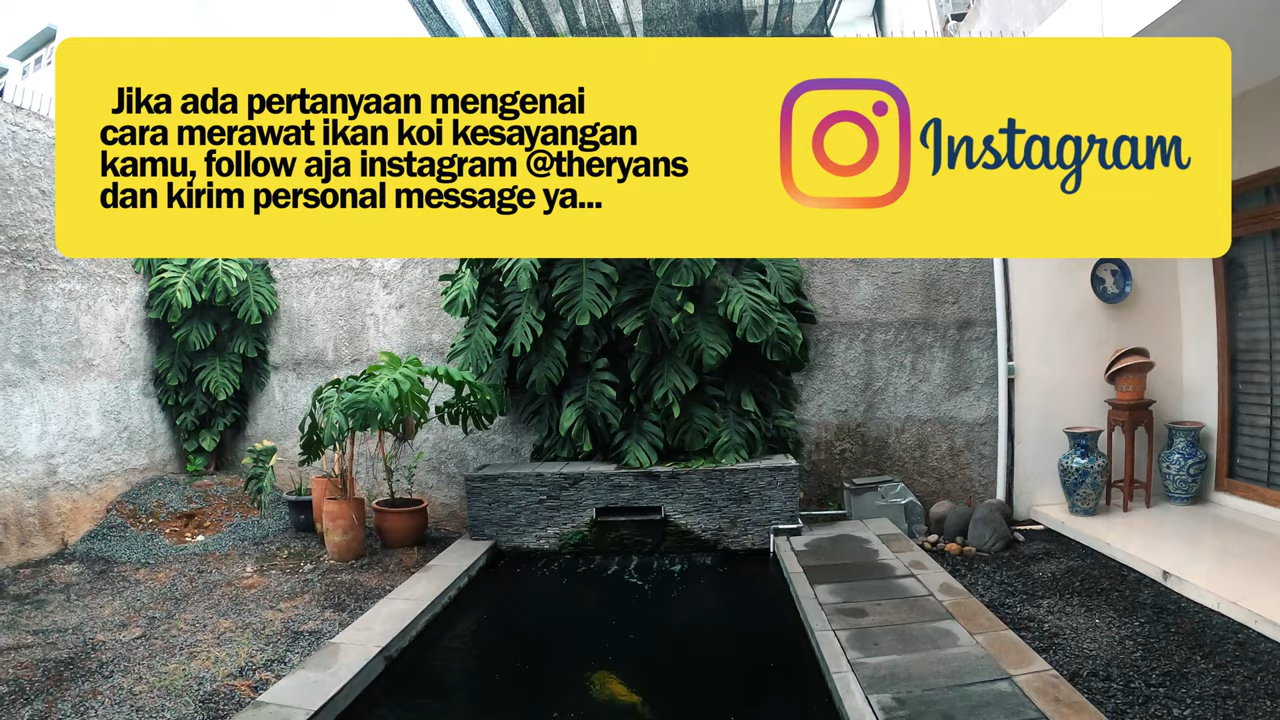 Jika ada pertanyaan mengenai
cara merawat ikan koi kesayangan
kamu, follow aja instagram @theryans
dan kirim personal message ya...
Instagram